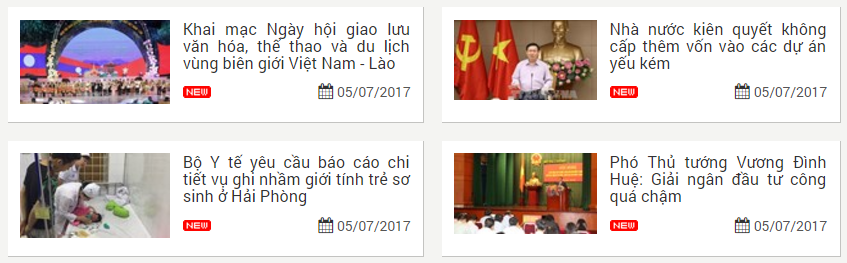 Khai mạc Ngày hội giao lưu
văn hóa, thể thao và du lịch
vùng biên giới Việt Nam - Lào
NEW
05/07/2017
Nhà nước kiên quyết không
cấp thêm vốn vào các dự án
yếu kém
NEW
05/07/2017
Bộ Y tế yêu cầu báo cáo chi
tiết vụ ghi nhầm giới tính trẻ sơ
sinh ở Hải Phòng
NEW
05/07/2017
Phó Thủ tướng Vương Đình
Huệ: Giải ngân đầu tư công
quá chậm
NEW
05/07/2017